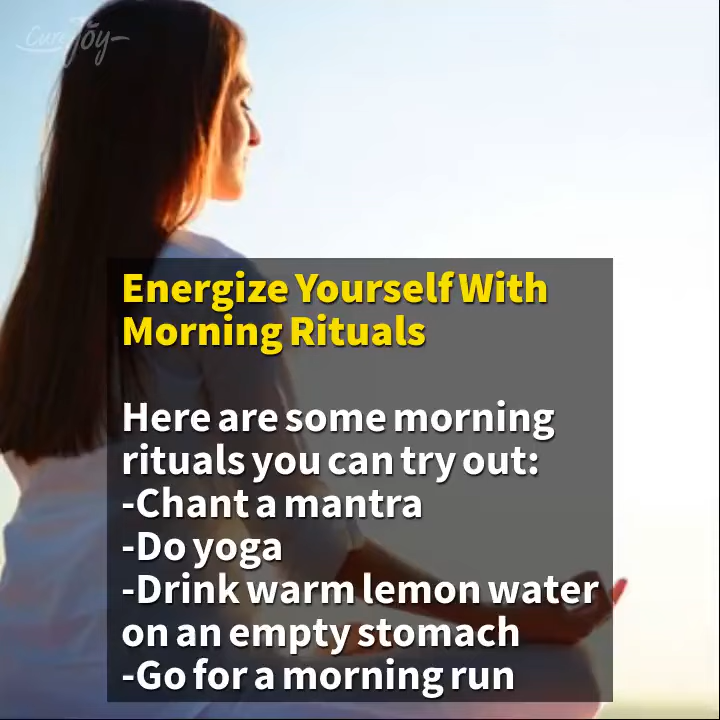 CureJoy
Energize Yourself With
Morning Rituals
Here are some morning
rituals you can try out:
-Chant a mantra
-Do yoga
-Drink warm lemon water
on an empty stomach
-Go for a morning run